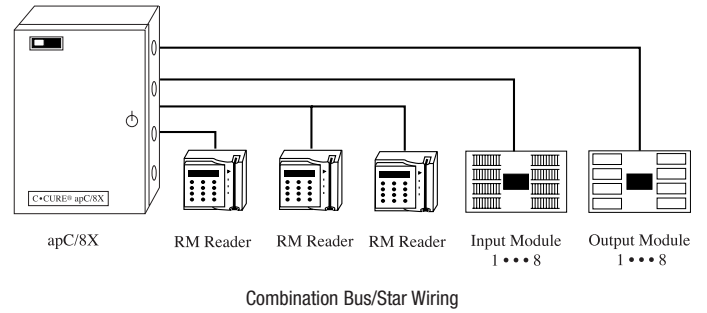 C•CURE® apC/8X
apC/8X
RM Reader
RM Reader
RM Reader
Input Module
1 • • • 8
Output Module
1 • • • 8
Combination Bus/Star Wiring